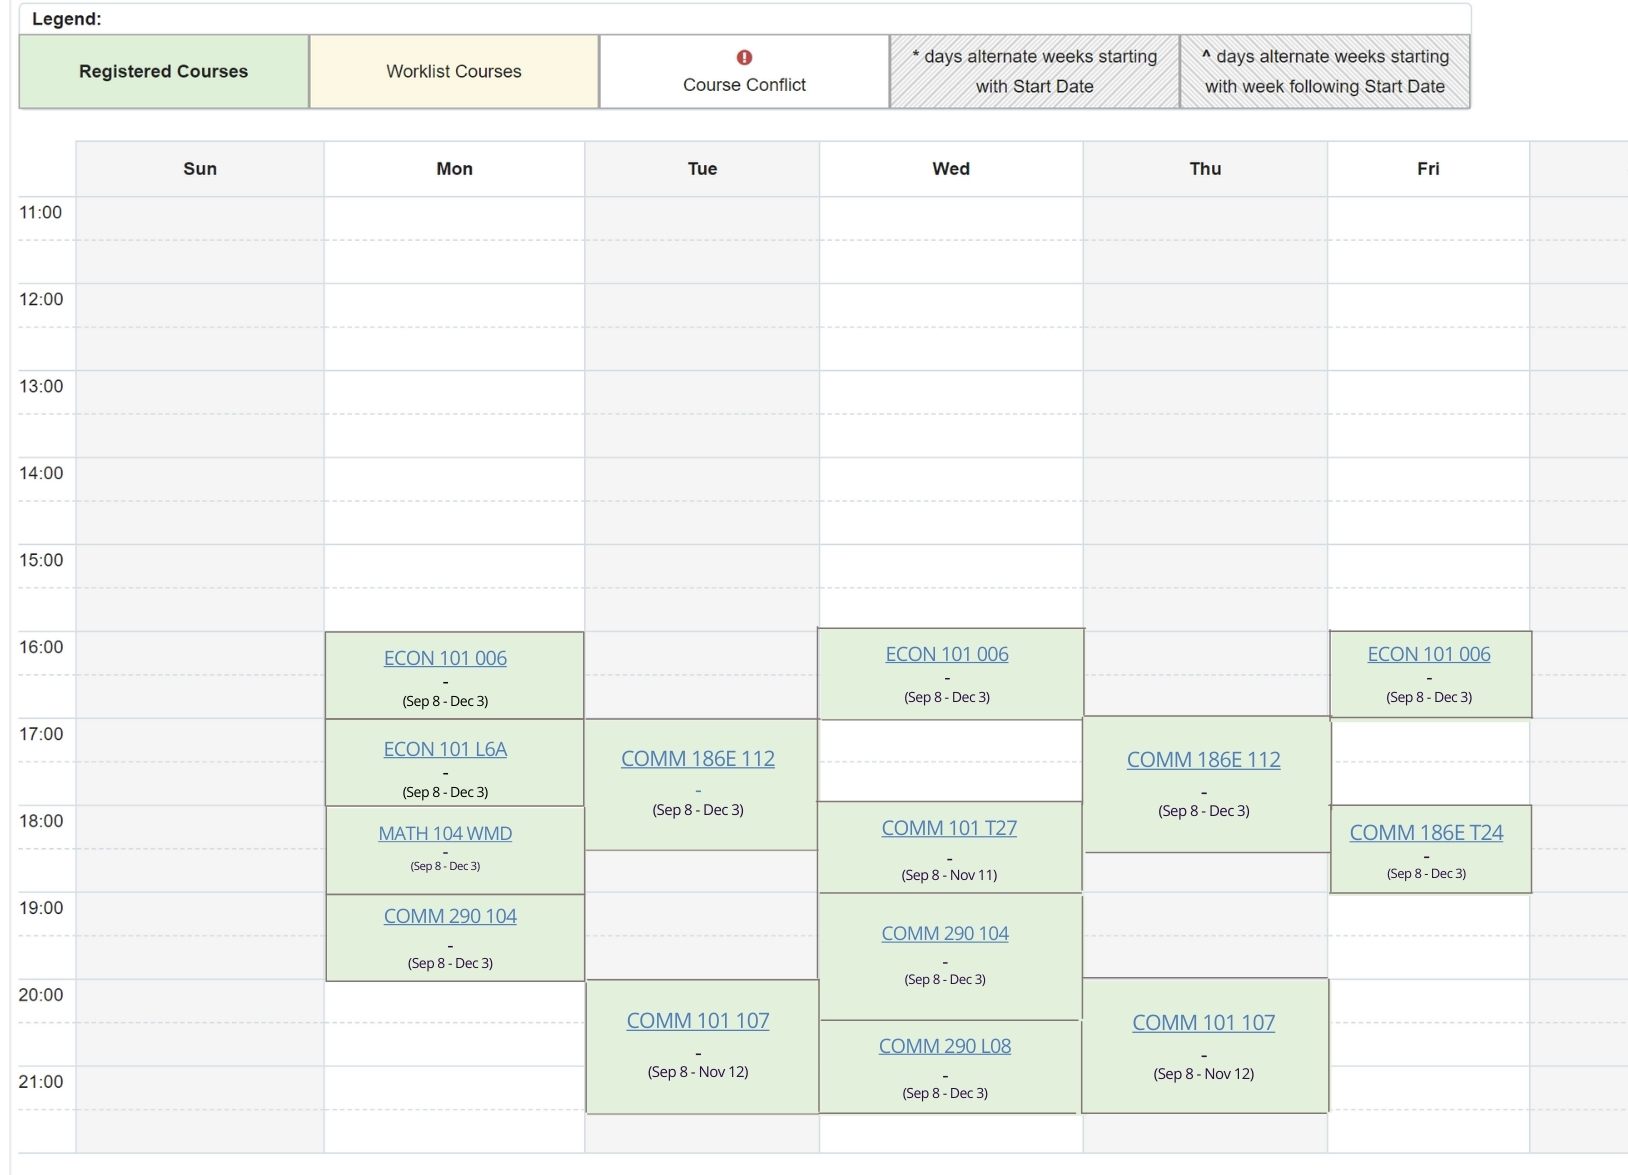 Legend:
Registered Courses
Worklist Courses
Course Conflict
* days alternate weeks starting
with Start Date
^ days alternate weeks starting
with week following Start Date
Sun Mon Tue Wed Thu Fri
11:00
12:00
13:00
14:00
15:00
16:00
ECON 101 006
-
(Sep 8 - Dec 3)
ECON 101 006
-
(Sep 8 - Dec 3)
ECON 101 006
-
(Sep 8 - Dec 3)
17:00
ECON 101 L6A
-
(Sep 8 - Dec 3)
COMM 186E 112
-
(Sep 8 - Dec 3)
COMM 186E 112
-
(Sep 8 - Dec 3)
18:00
MATH 104 WMD
-
(Sep 8 - Dec 3)
COMM 101 T27
-
(Sep 8 - Nov 11)
COMM 186E T24
-
(Sep 8 - Dec 3)
19:00
COMM 290 104
-
(Sep 8 - Dec 3)
COMM 290 104
-
(Sep 8 - Dec 3)
20:00
COMM 101 107
-
(Sep 8 - Nov 12)
COMM 290 L08
-
(Sep 8 - Dec 3)
COMM 101 107
-
(Sep 8 - Nov 12)
21:00